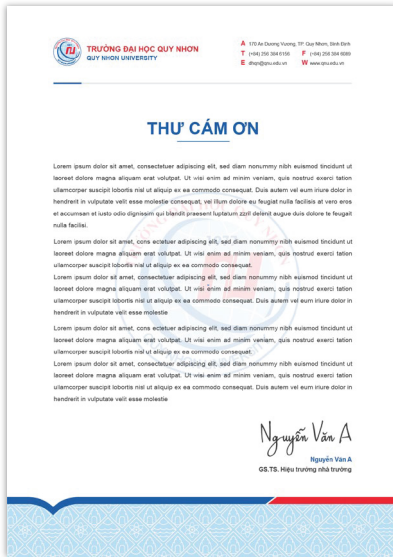 TRƯỜNG ĐẠI HỌC QUY NHƠN
QUY NHON UNIVERSITY
A 170 An Duong Vuong, TP. Quy Nhon, Bình Định
T (+84) 256 384 6156 F (+84) 256 384 6089
E dhqn@qnu.edu.vn W www.qnu.edu.vn
THƯ CÁM ƠN
Lorem ipsum dolor sit amet, consectetuer adipiscing elit, sed diam nonummy nibh euismod tincidunt ut
laoreet dolore magna aliquam erat volutpat. Ut wisi enim ad minim veniam, quis nostrud exerci tation
ullamcorper suscipit lobortis nisl ut aliquip ex ea commodo consequat. Duis autem vel eum iriure dolor in
hendrerit in vulputate velit esse molestie consequat, vel illum dolore eu feugiat nulla facilisis at vero eros
et accumsan et iusto odio dignissim qui blandit praesent luptatum zzril delenit augue duis dolore te feugait
nulla facilisi.
Lorem ipsum dolor sit amet, cons ectetuer adipiscing elit, sed diam nonummy nibh euismod tincidunt ut
laoreet dolore magna aliquam erat volutpat. Ut wisi enim ad minim veniam, quis nostrud exerci tation
ullamcorper suscipit lobortis nisl ut aliquip ex ea commodo consequat.
Lorem ipsum dolor sit amet, consectetuer adipiscing elit, sed diam nonummy nibh euismod tincidunt ut
laoreet dolore magna aliquam erat volutpat. Ut wisi enim ad minim veniam, quis nostrud exerci tation
ullamcorper suscipit lobortis nisl ut aliquip ex ea commodo consequat. Duis autem vel eum iriure dolor in
hendrerit in vulputate velit esse molestie
Lorem ipsum dolor sit amet, cons ectetuer adipiscing elit, sed diam nonummy nibh euismod tincidunt ut
laoreet dolore magna aliquam erat volutpat. Ut wisi enim ad minim veniam, quis nostrud exerci tation
ullamcorper suscipit lobortis nisl ut aliquip ex ea commodo consequat.
Lorem ipsum dolor sit amet, consectetuer adipiscing elit, sed diam nonummy nibh euismod tincidunt ut
laoreet dolore magna aliquam erat volutpat. Ut wisi enim ad minim veniam, quis nostrud exerci tation
ullamcorper suscipit lobortis nisl ut aliquip ex ea commodo consequat. Duis autem vel eum iriure dolor in
hendrerit in vulputate velit esse molestie
Nguyễn Văn A
Nguyễn Văn A
GS.TS. Hiệu trưởng nhà trường